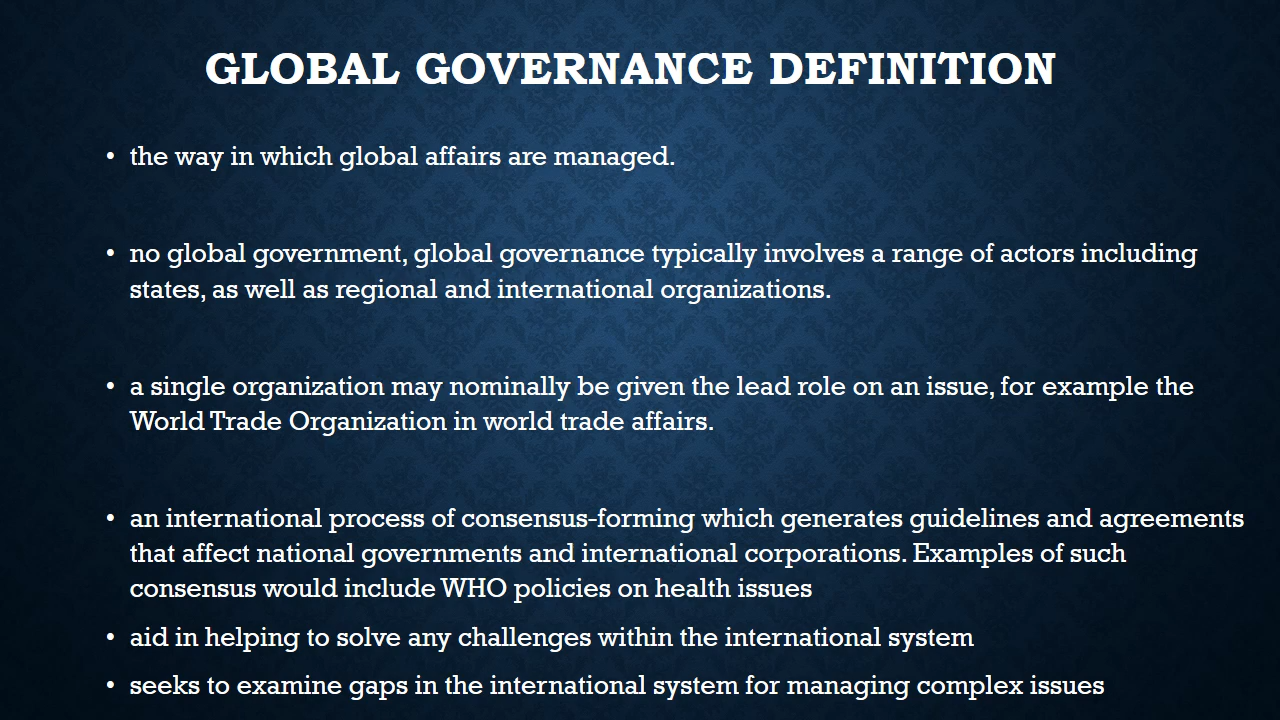 GLOBAL GOVERNANCE DEFINITION
• the way in which global affairs are managed.
• no global government, global governance typically involves a range of actors including
states, as well as regional and international organizations.
• a single organization may nominally be given the lead role on an issue, for example the
World Trade Organization in world trade affairs.
• an international process of consensus-forming which generates guidelines and agreements
that affect national governments and international corporations. Examples of such
consensus would include WHO policies on health issues
• aid in helping to solve any challenges within the international system
• seeks to examine gaps in the international system for managing complex issues